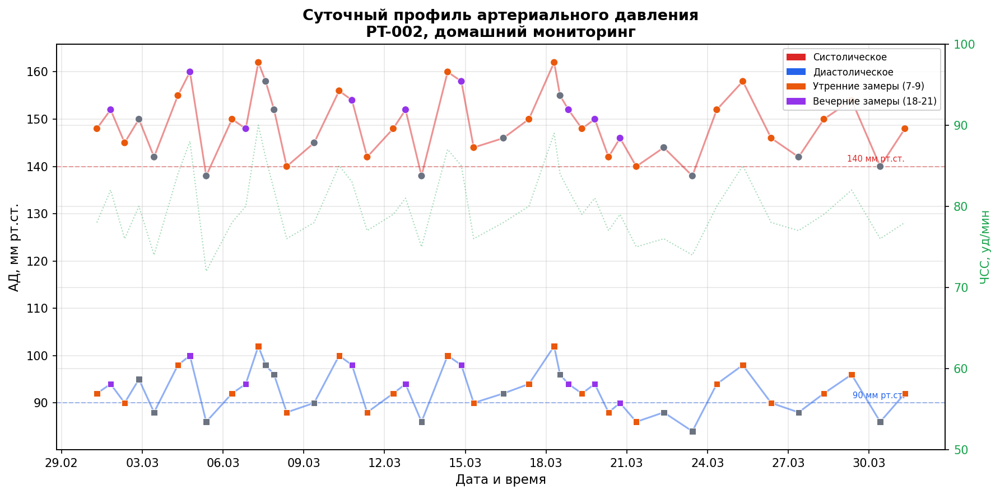 Суточный профиль артериального давления
PT-002, домашний мониторинг
Систолическое
Диастолическое
Утренние замеры (7-9)
Вечерние замеры (18-21)
АД, мм рт.ст.
160
150
140
130
120
110
100
90
140 мм рт.ст.
90 мм рт.ст.
100
90
80
70
60
50
ЧСС, уд/мин
29.02
03.03
06.03
09.03
12.03
15.03
18.03
21.03
24.03
27.03
30.03
Дата и время